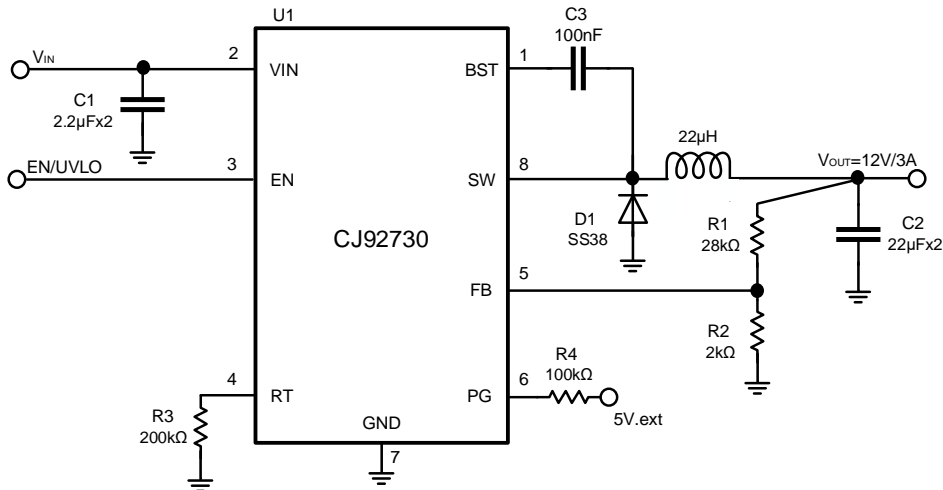 U1
C3
100nF
V_IN
2
VIN
BST
1
C1
2.2µFx2
22µH
EN/UVLO
3
EN
SW
8
V_OUT=12V/3A
D1
SS38
R1
28kΩ
C2
22µFx2
CJ92730
FB
5
R2
2kΩ
4
RT
PG
6
R4
100kΩ
5V.ext
R3
200kΩ
GND
7